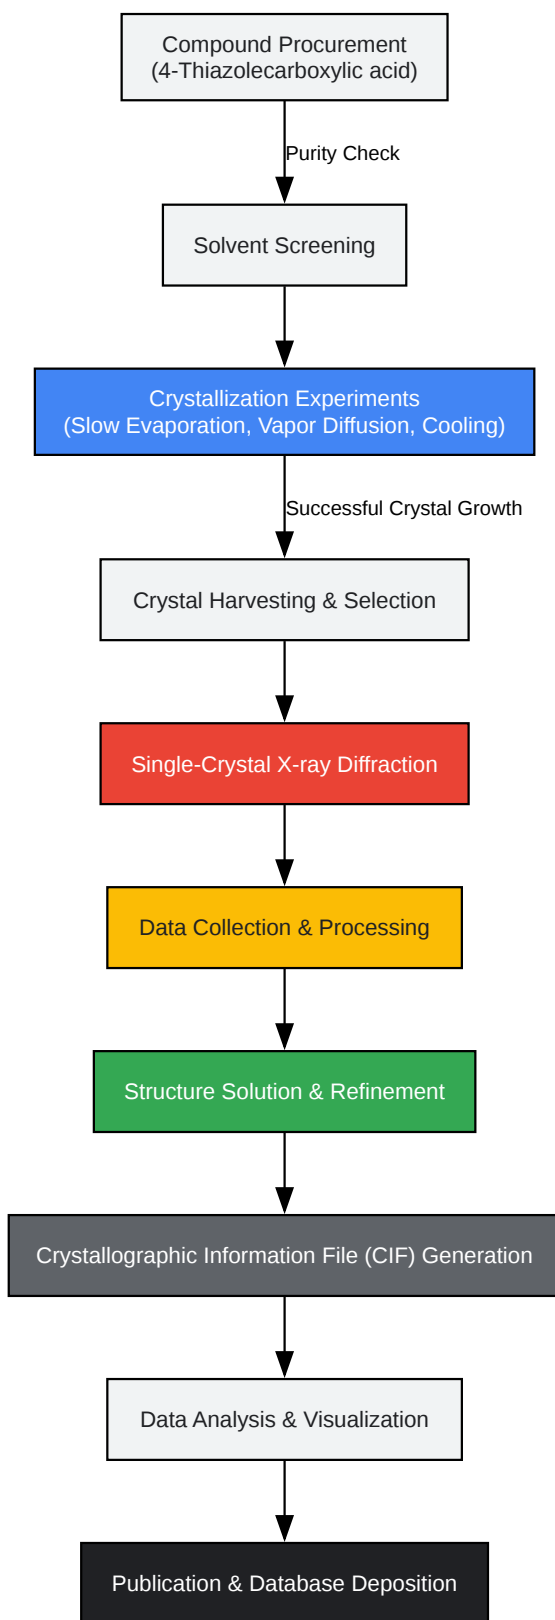 Compound Procurement
(4-Thiazolecarboxylic acid)
Purity Check
Solvent Screening
Crystallization Experiments
(Slow Evaporation, Vapor Diffusion, Cooling)
Successful Crystal Growth
Crystal Harvesting & Selection
Single-Crystal X-ray Diffraction
Data Collection & Processing
Structure Solution & Refinement
Crystallographic Information File (CIF) Generation
Data Analysis & Visualization
Publication & Database Deposition